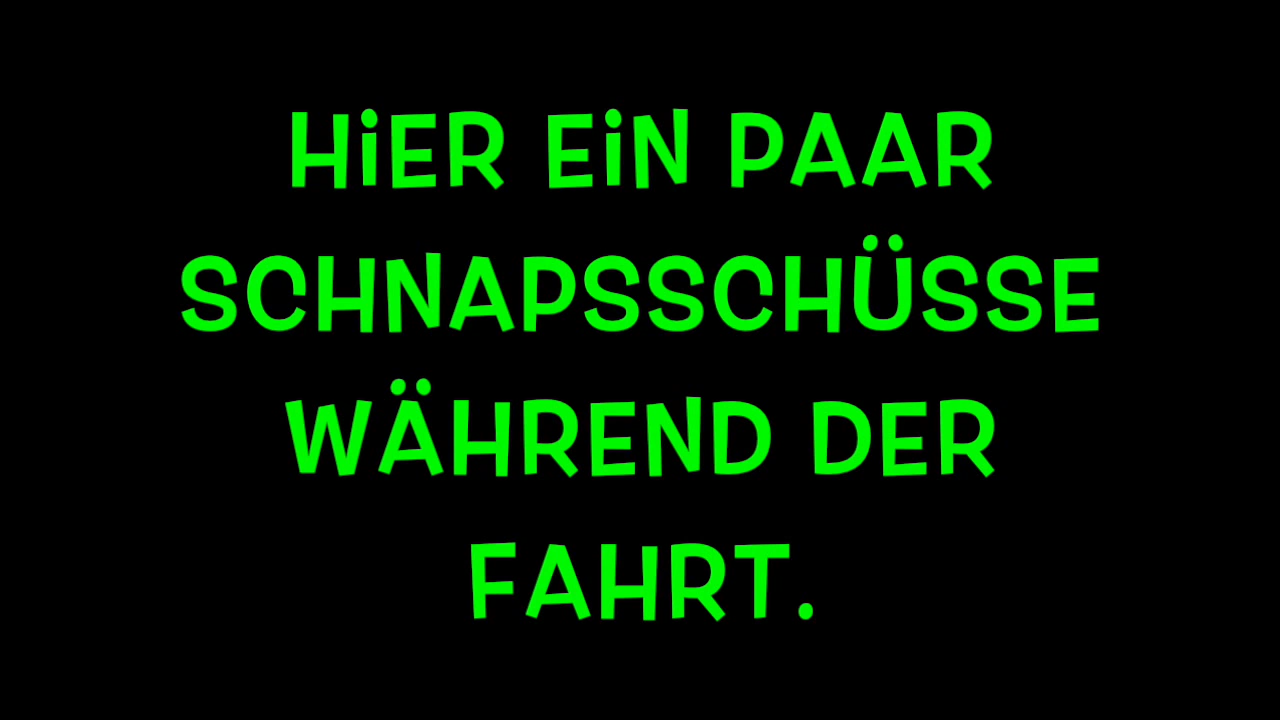 HiER EiN PAAR
SCHNAPSSCHÜSSE
WÄHREND DER
FAHRT.